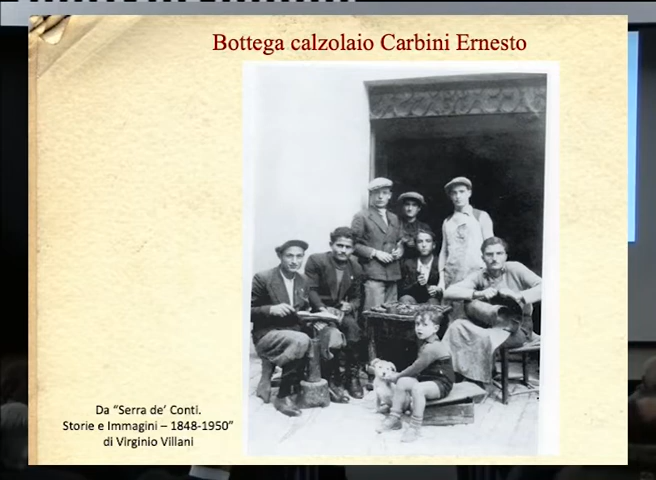 Bottega calzolaio Carbini Ernesto
Da “Serra de’ Conti.
Storie e Immagini – 1848-1950”
di Virginio Villani